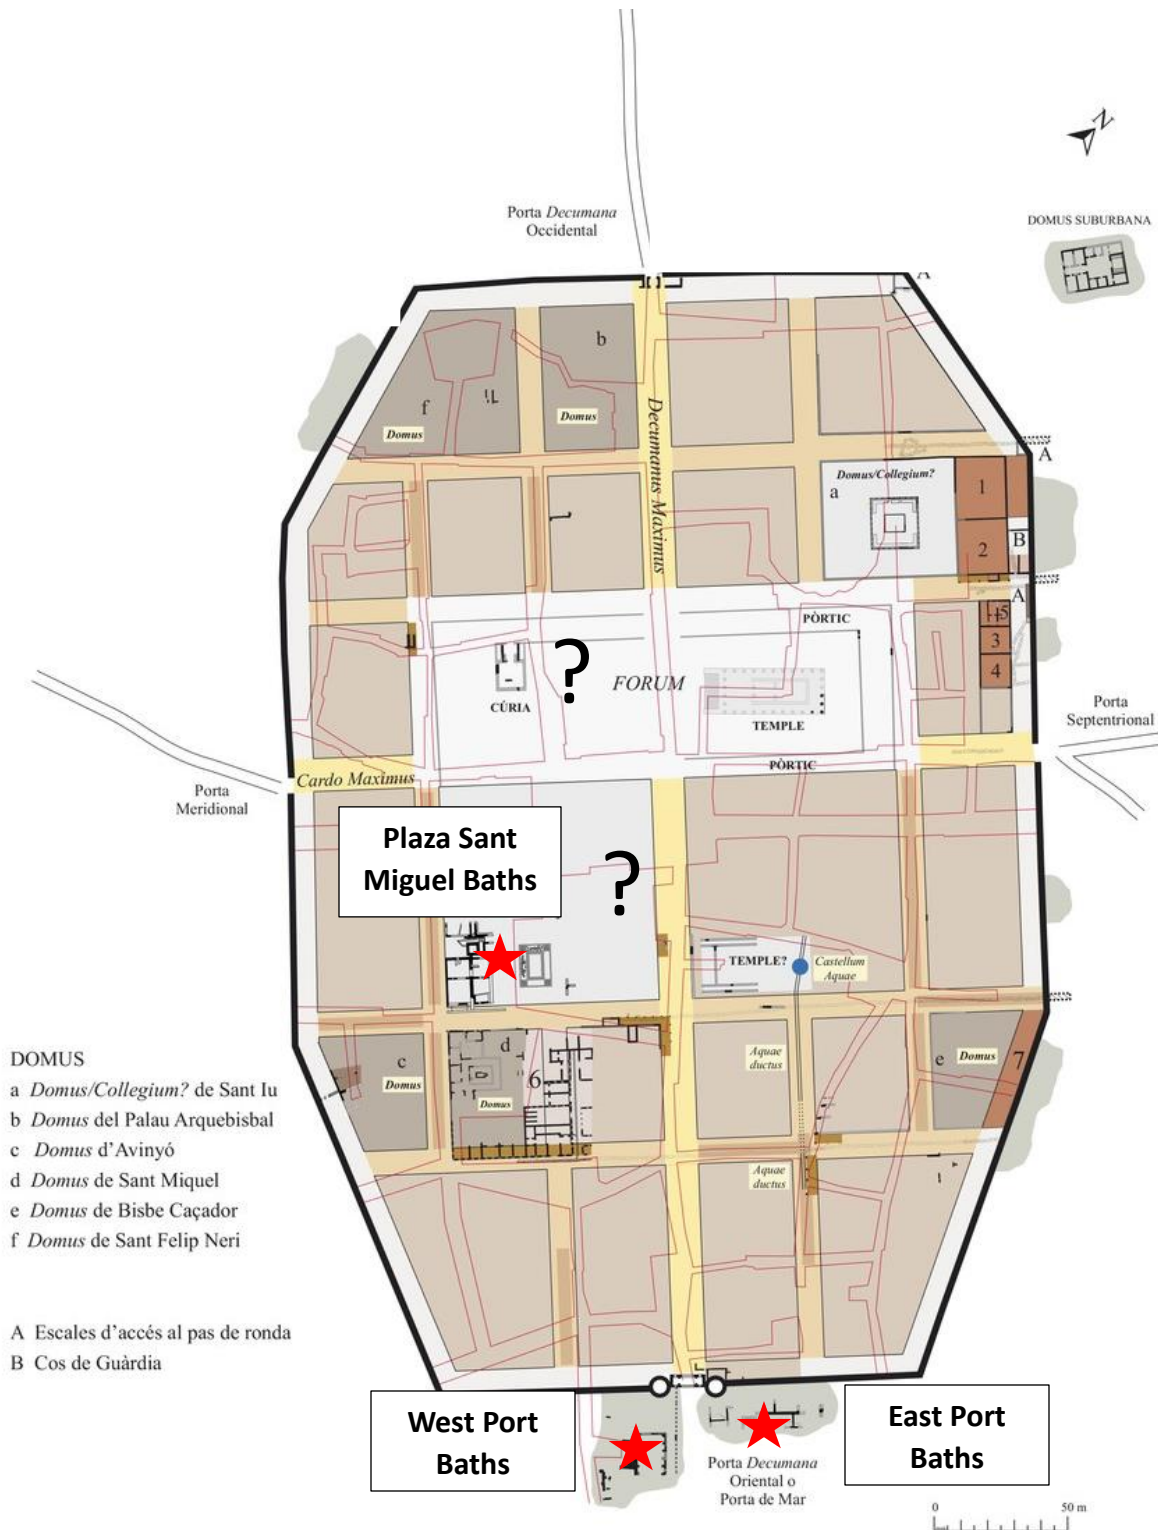 N
Porta Decumana
Occidental
DOMUS SUBURBANA
A
b
f
Domus
Domus
Decumanus Maximus
A
Domus/Collegium?
a
1
B
2
A
5
3
4
PÒRTIC
?
FORUM
CÚRIA
TEMPLE
PÒRTIC
Porta
Septentrional
Cardo Maximus
Porta
Meridional
Plaza Sant
Miguel Baths
?
TEMPLE?
Castellum
Aquae
DOMUS
a Domus/Collegium? de Sant Iu
b Domus del Palau Arquebisbal
c Domus d'Avinyó
d Domus de Sant Miquel
e Domus de Bisbe Caçador
f Domus de Sant Felip Neri
c
Domus
d
Domus
6
Aquae
ductus
e Domus
7
Aquae
ductus
A Escales d'accés al pas de ronda
B Cos de Guàrdia
West Port
Baths
East Port
Baths
Porta Decumana
Oriental o
Porta de Mar
0 50 m